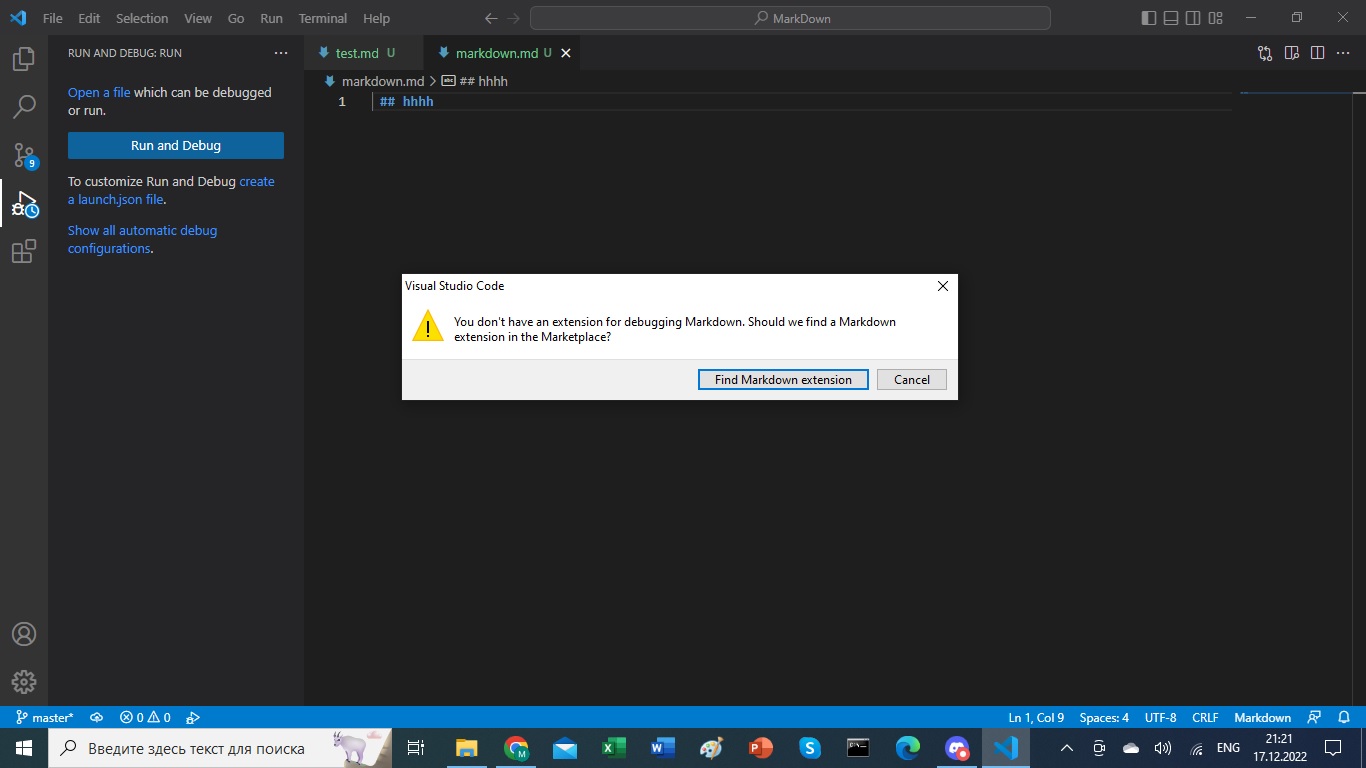 File Edit Selection View Go Run Terminal Help
MarkDown
RUN AND DEBUG: RUN
test.md U
markdown.md U
markdown.md > ## hhhh
1 ## hhhh
Open a file which can be debugged
or run.
Run and Debug
To customize Run and Debug create
a launch.json file.
Show all automatic debug
configurations.
9
Visual Studio Code
You don't have an extension for debugging Markdown. Should we find a Markdown
extension in the Marketplace?
Find Markdown extension
Cancel
master*
0 0
Ln 1, Col 9
Spaces: 4
UTF-8
CRLF
Markdown
Введите здесь текст для поиска
ENG
21:21
17.12.2022